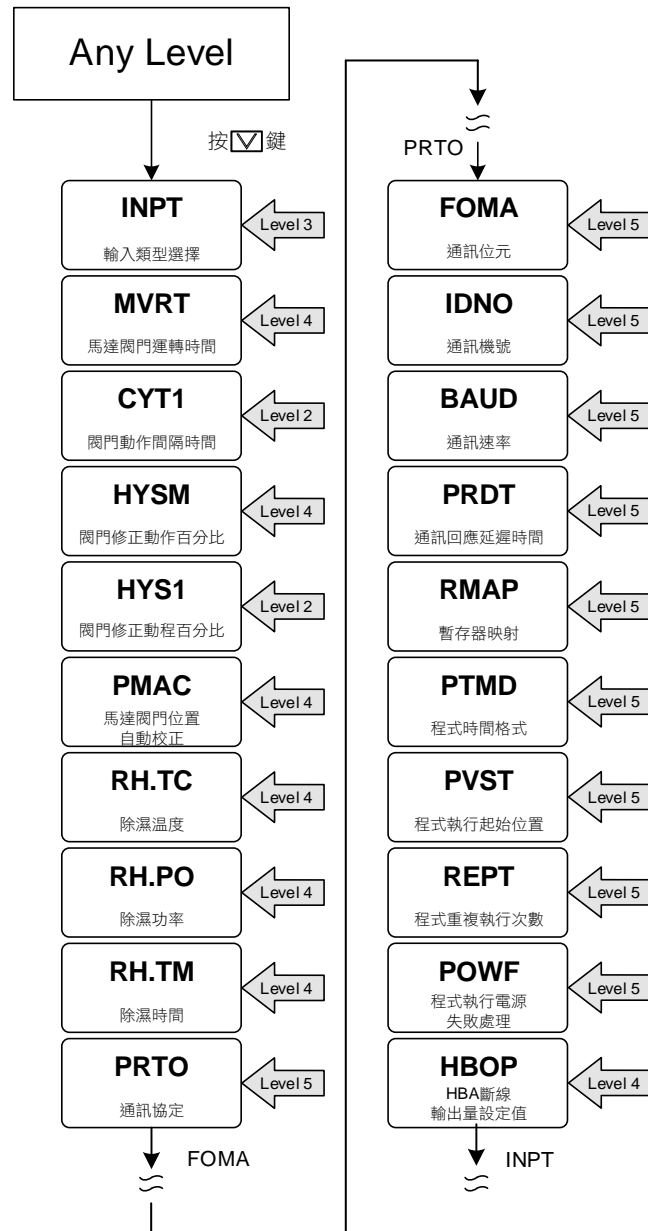 Any Level
按 鍵
INPT
輸入類型選擇
Level 3
MVRT
馬達閥門運轉時間
Level 4
CYT1
閥門動作間隔時間
Level 2
HYSM
閥門修正動作百分比
Level 4
HYS1
閥門修正動程百分比
Level 2
PMAC
馬達閥門位置
自動校正
Level 4
RH.TC
除濕溫度
Level 4
RH.PO
除濕功率
Level 4
RH.TM
除濕時間
Level 4
PRTO
通訊協定
Level 5
FOMA
PRTO
FOMA
通訊位元
Level 5
IDNO
通訊機號
Level 5
BAUD
通訊速率
Level 5
PRDT
通訊回應延遲時間
Level 5
RMAP
暫存器映射
Level 5
PTMD
程式時間格式
Level 5
PVST
程式執行起始位置
Level 5
REPT
程式重複執行次數
Level 5
POWF
程式執行電源
失敗處理
Level 5
HBOP
HBA斷線
輸出量設定值
Level 4
INPT